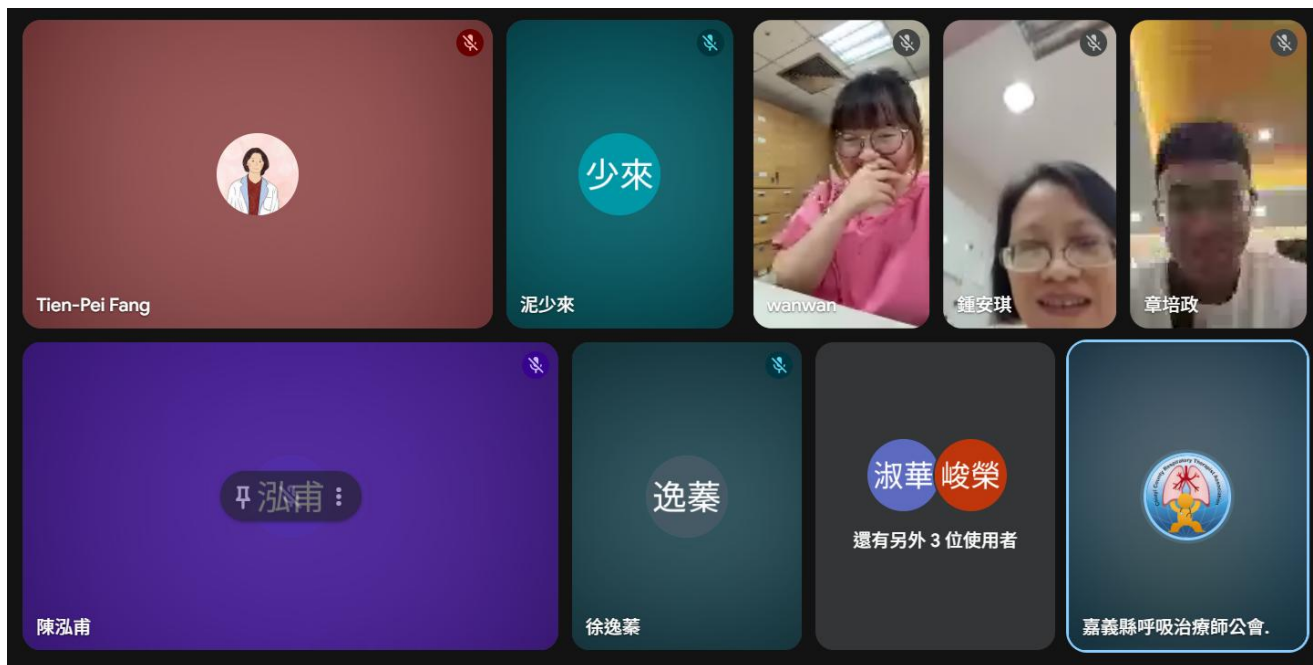 少來
Tien-Pei Fang
泥少來
wanwan
鍾安琪
章培政
泓甫
逸蓁
淑華
峻榮
還有另外 3 位使用者
陳泓甫
徐逸蓁
嘉義縣呼吸治療師公會.